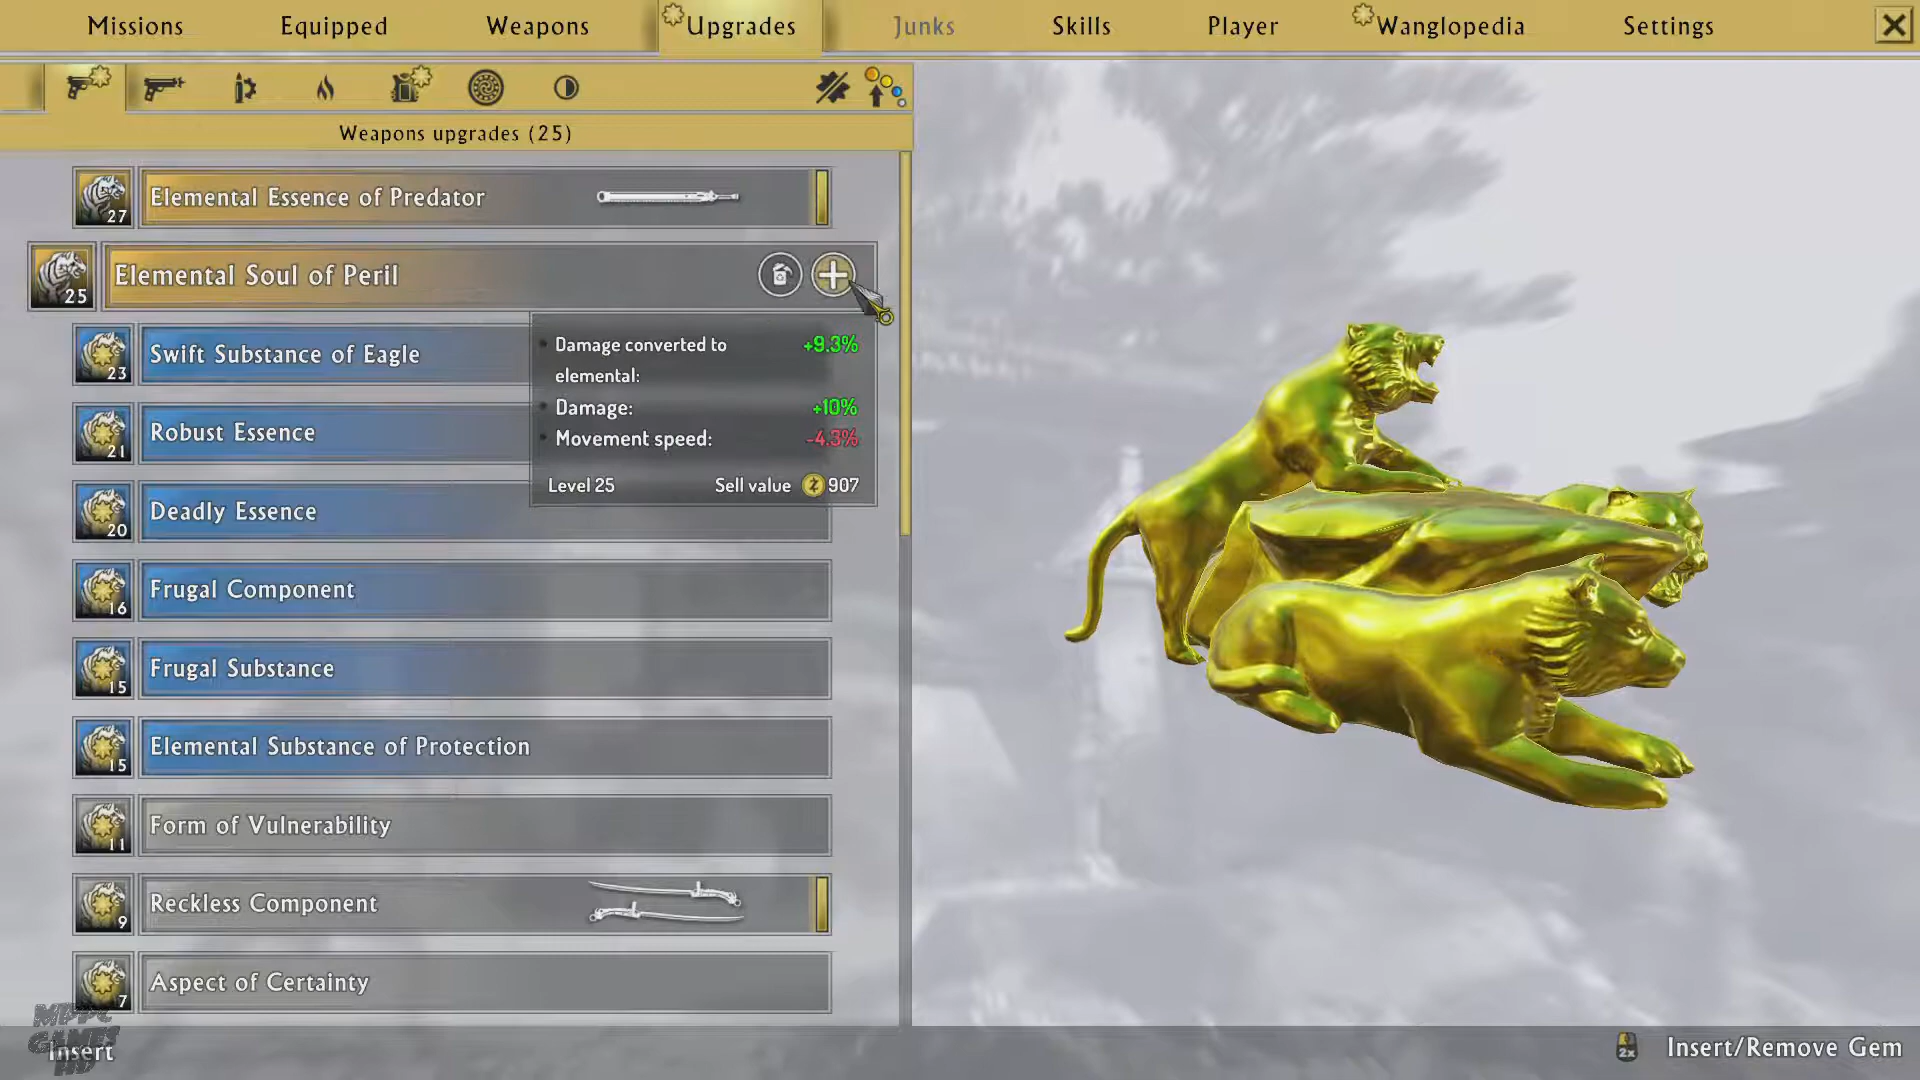 Missions Equipped Weapons Upgrades Junks Skills Player Wanglopedia Settings
Weapons upgrades (25)
27 Elemental Essence of Predator
25 Elemental Soul of Peril
23 Swift Substance of Eagle
Damage converted to +9.3%
elemental:
Damage: +10%
Movement speed: -4.3%
Level 25 Sell value 907
21 Robust Essence
20 Deadly Essence
16 Frugal Component
15 Frugal Substance
15 Elemental Substance of Protection
11 Form of Vulnerability
9 Reckless Component
7 Aspect of Certainty
MPPC
GAMES
HD
Insert
2x Insert/Remove Gem